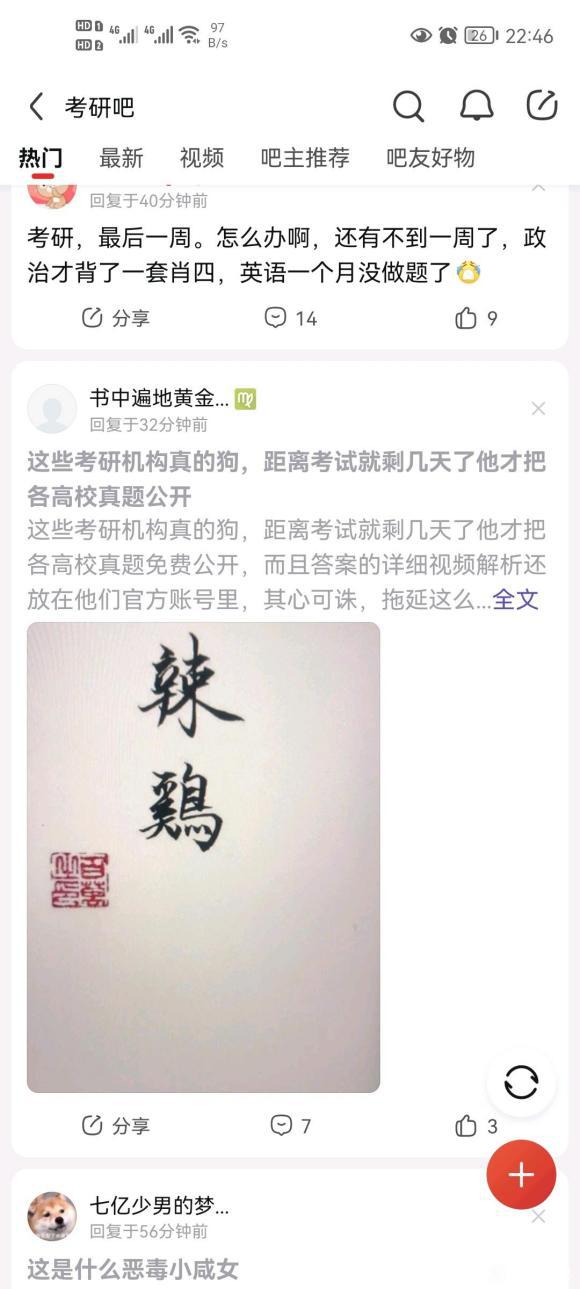 HD 1 4G 4G 97
HD 2 B/s
26 22:46
考研吧
热门 最新 视频 吧主推荐 吧友好物
回复于40分钟前
考研，最后一周。怎么办啊，还有不到一周了，政
治才背了一套肖四，英语一个月没做题了
分享 14 9
书中遍地黄金...
回复于32分钟前
这些考研机构真的狗，距离考试就剩几天了他才把
各高校真题公开
这些考研机构真的狗，距离考试就剩几天了他才把
各高校真题免费公开，而且答案的详细视频解析还
放在他们官方账号里，其心可诛，拖延这么...全文
辣
鷄
百萬
之
分享 7 3
七亿少男的梦...
回复于56分钟前
这是什么恶毒小咸女